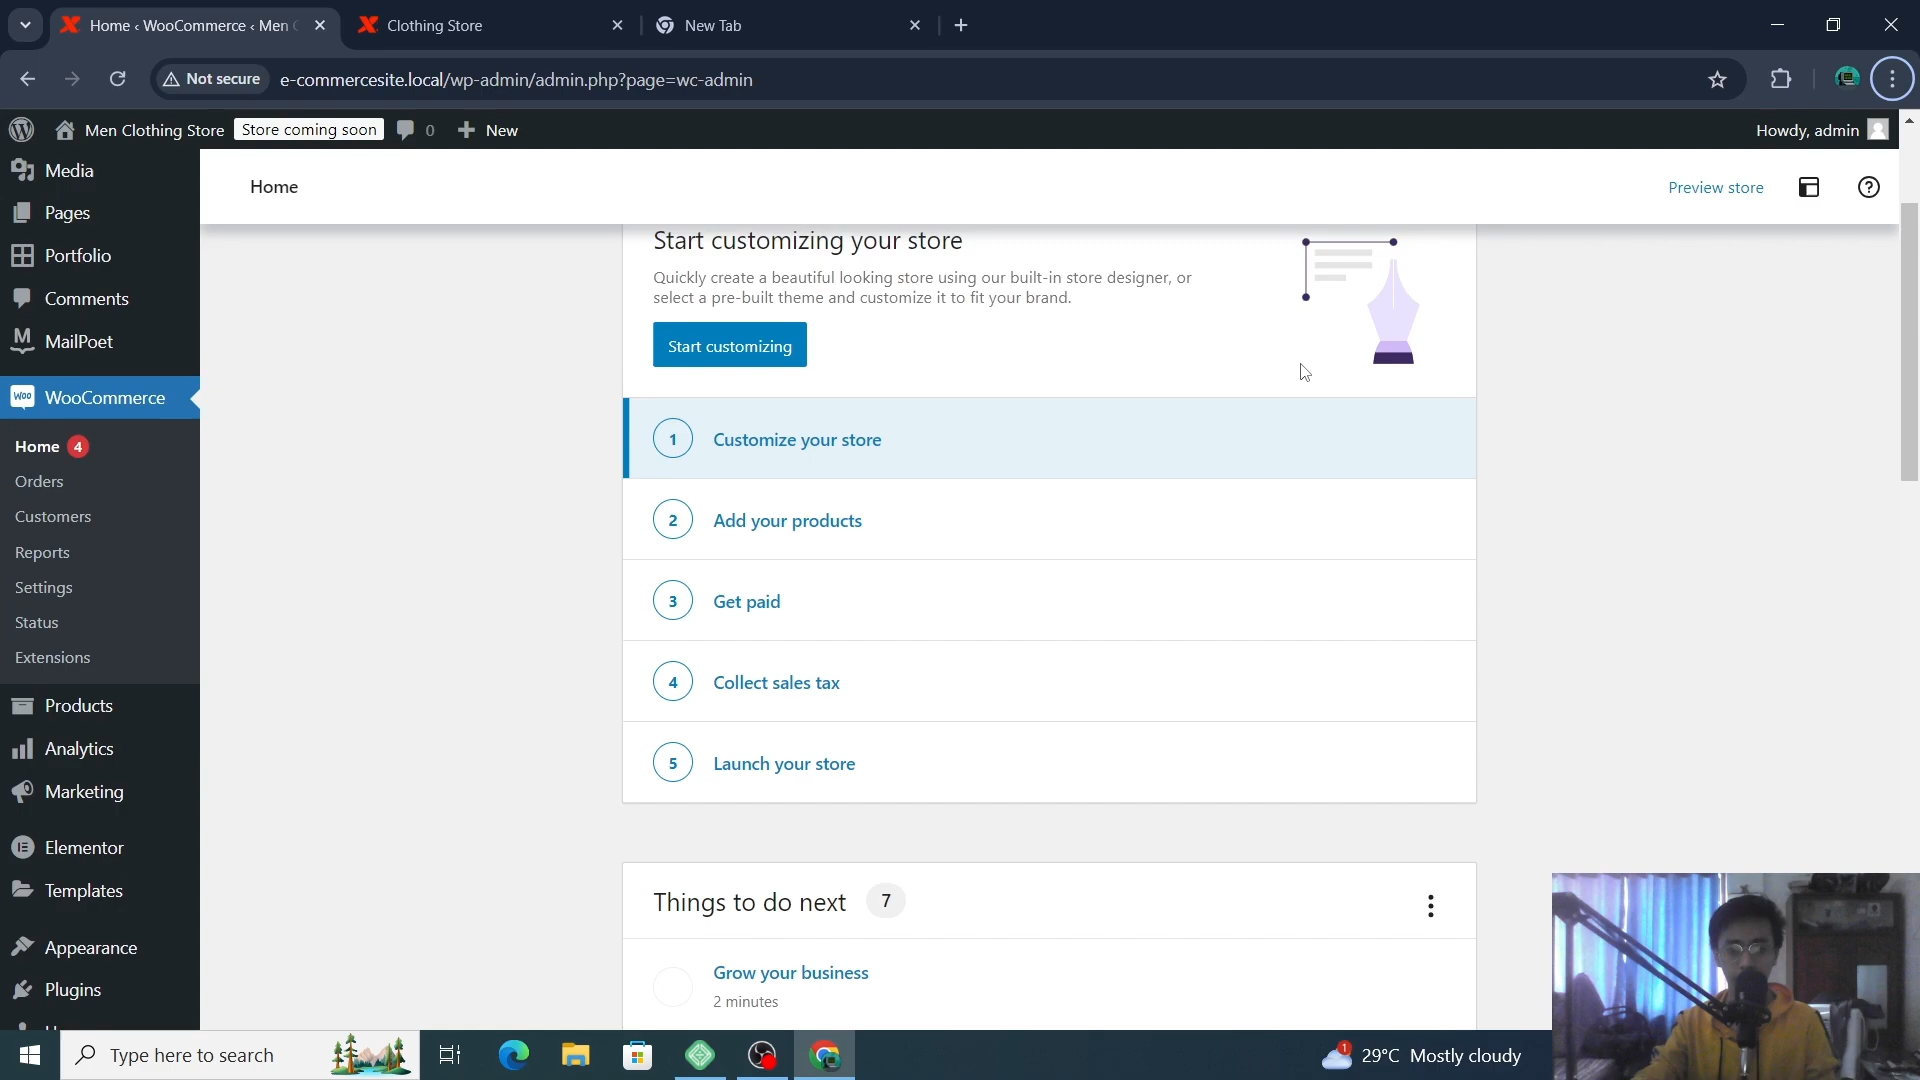 Home ‹ WooCommerce ‹ Men
Clothing Store
New Tab
Not secure
e-commercesite.local/wp-admin/admin.php?page=wc-admin
Men Clothing Store
Store coming soon
0
New
Howdy, admin
Media
Pages
Portfolio
Comments
MailPoet
WooCommerce
Home 4
Orders
Customers
Reports
Settings
Status
Extensions
Products
Analytics
Marketing
Elementor
Templates
Appearance
Plugins
Home
Preview store
Start customizing your store
Quickly create a beautiful looking store using our built-in store designer, or
select a pre-built theme and customize it to fit your brand.
Start customizing
1 Customize your store
2 Add your products
3 Get paid
4 Collect sales tax
5 Launch your store
Things to do next 7
Grow your business
2 minutes
Type here to search
1
29°C Mostly cloudy